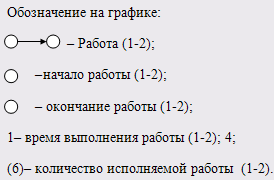 Обозначение на графике:
– Работа (1-2);
–начало работы (1-2);
– окончание работы (1-2);
1– время выполнения работы (1-2); 4;
(6)– количество исполняемой работы (1-2).